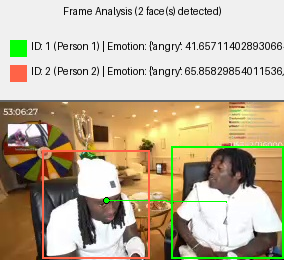 Frame Analysis (2 face(s) detected)
ID: 1 (Person 1) | Emotion: {'angry': 41.65711402893066
ID: 2 (Person 2) | Emotion: {'angry': 65.85829854011536,
53:06:27